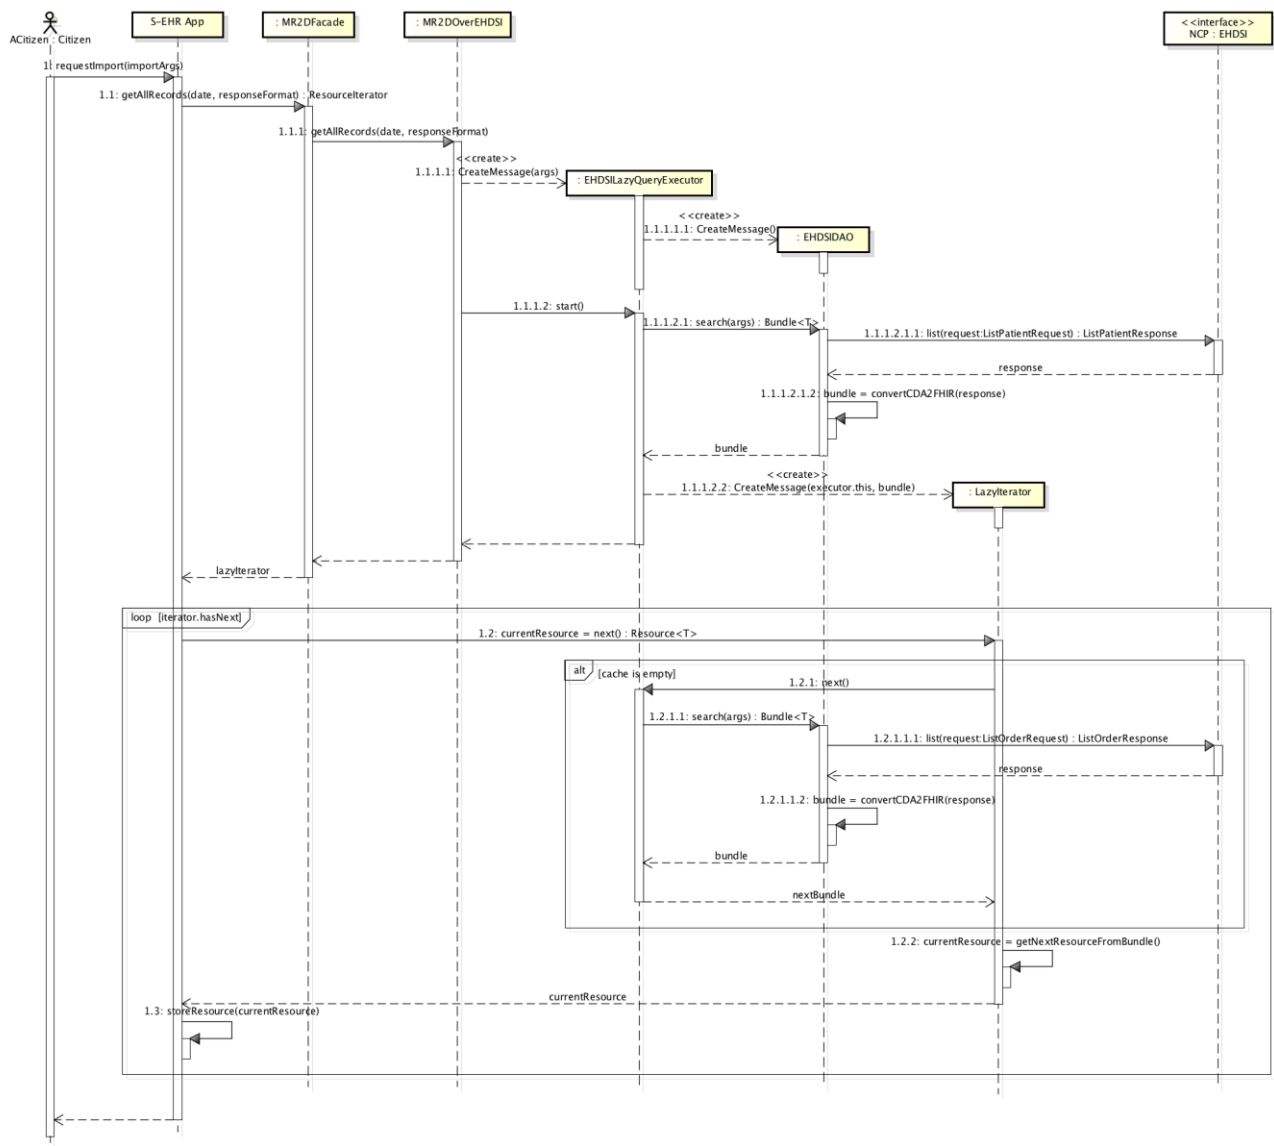 ACitizen : Citizen
S-EHR App
: MR2DFacade
: MR2DOverEHDSI
<<interface>>
NCP : EHDSI
1: requestImport(importArgs)
1.1: getAllRecords(date, responseFormat) : ResourceIterator
1.1.1: getAllRecords(date, responseFormat)
<<create>>
1.1.1.1: CreateMessage(args)
: EHDSILazyQueryExecutor
<<create>>
1.1.1.1.1: CreateMessage()
: EHDSIDAO
1.1.1.2: start()
1.1.1.2.1: search(args) : Bundle<T>
1.1.1.2.1.1: list(request:ListPatientRequest) : ListPatientResponse
response
1.1.1.2.1.2: bundle = convertCDA2FHIR(response)
bundle
<<create>>
1.1.1.2.2: CreateMessage(executor.this, bundle)
: LazyIterator
lazyIterator
loop [iterator.hasNext]
1.2: currentResource = next() : Resource<T>
alt [cache is empty]
1.2.1: next()
1.2.1.1: search(args) : Bundle<T>
1.2.1.1.1: list(request:ListOrderRequest) : ListOrderResponse
response
1.2.1.1.2: bundle = convertCDA2FHIR(response)
bundle
nextBundle
1.2.2: currentResource = getNextResourceFromBundle()
currentResource
1.3: storeResource(currentResource)